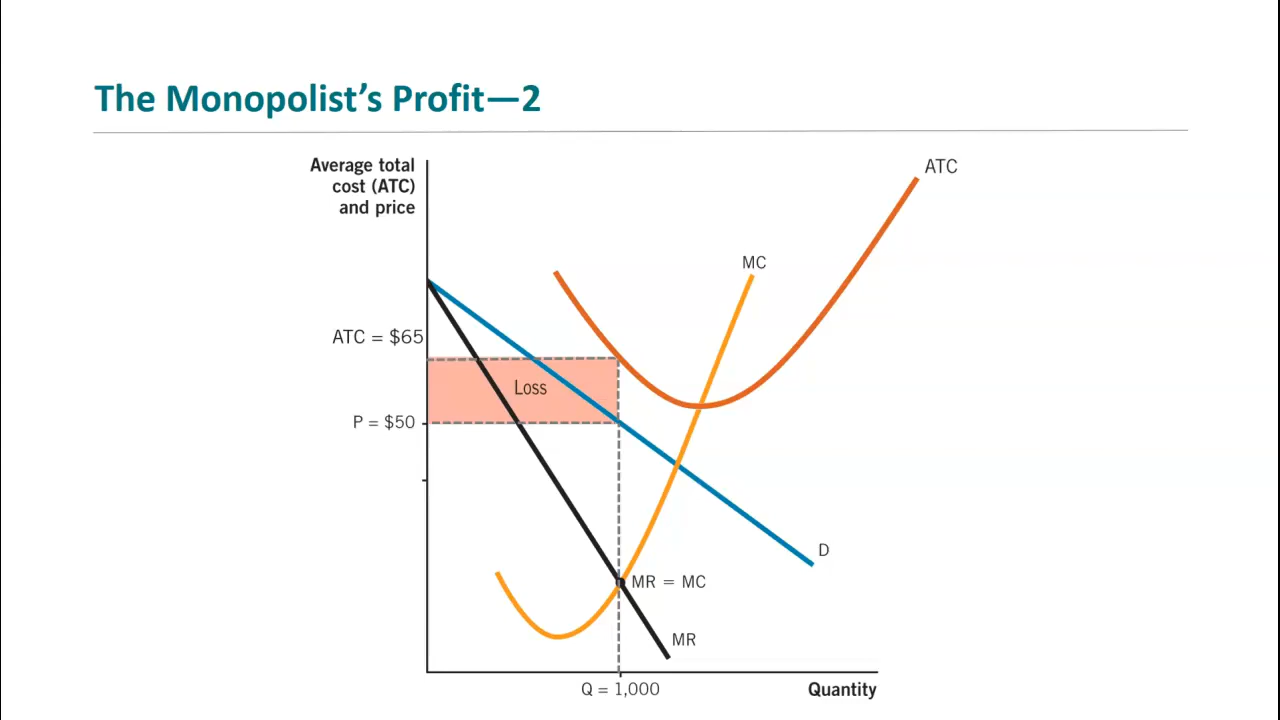 The Monopolist’s Profit—2
Average total
cost (ATC)
and price
ATC
MC
ATC = $65
Loss
P = $50
D
MR = MC
MR
Q = 1,000
Quantity